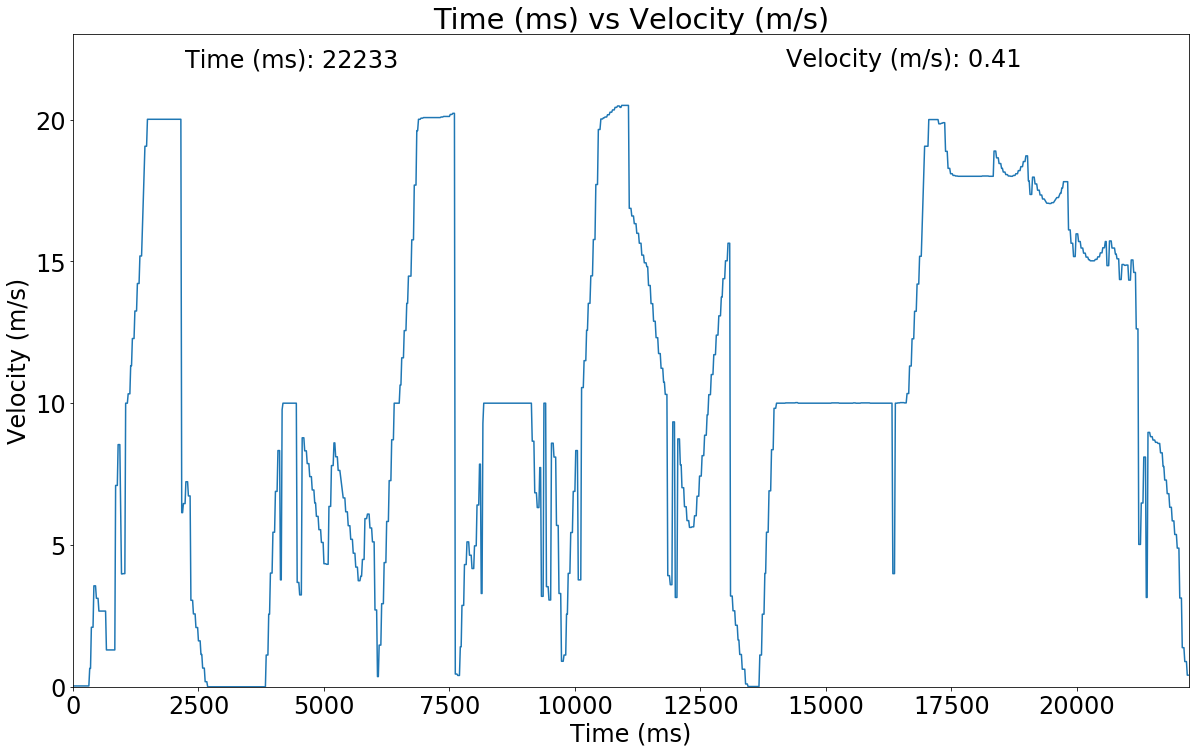 Time (ms) vs Velocity (m/s)
Time (ms): 22233
Velocity (m/s): 0.41
20
15
10
5
0
Velocity (m/s)
0 2500 5000 7500 10000 12500 15000 17500 20000
Time (ms)